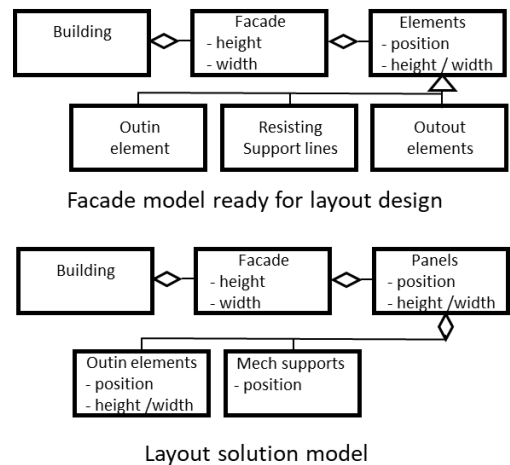 Building
Facade
- height
- width
Elements
- position
- height / width
Outin
element
Resisting
Support lines
Outout
elements
Facade model ready for layout design
Building
Facade
- height
- width
Panels
- position
- height /width
Outin elements
- position
- height /width
Mech supports
- position
Layout solution model